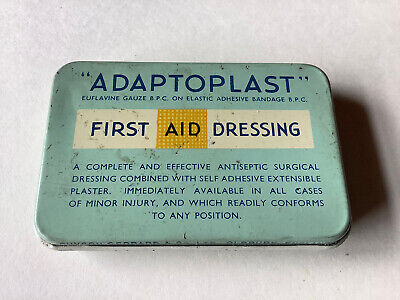 "ADAPTOPLAST"
EUFLAVINE GAUZE B.P.C. ON ELASTIC ADHESIVE BANDAGE B.P.C.
FIRST AID DRESSING
A COMPLETE AND EFFECTIVE ANTISEPTIC SURGICAL
DRESSING COMBINED WITH SELF ADHESIVE EXTENSIBLE
PLASTER. IMMEDIATELY AVAILABLE IN ALL CASES
OF MINOR INJURY, AND WHICH READILY CONFORMS
TO ANY POSITION.